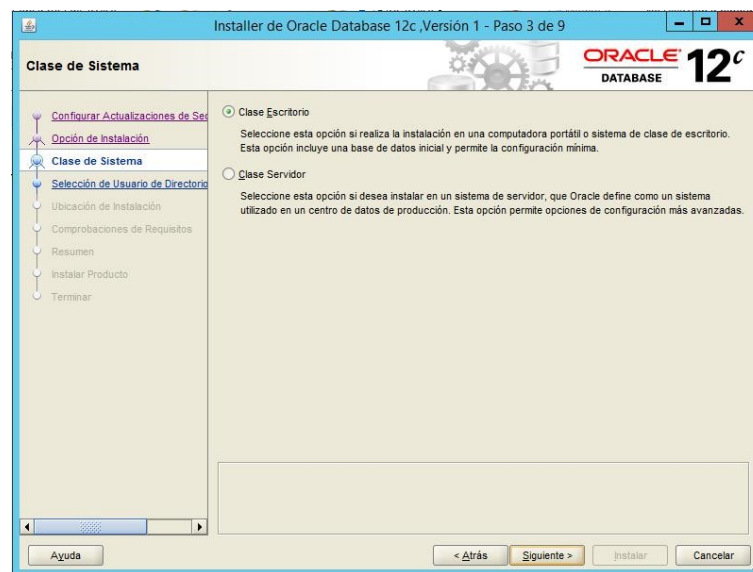 Installer de Oracle Database 12c ,Versión 1 - Paso 3 de 9
Clase de Sistema
ORACLE
DATABASE
12c
Configurar Actualizaciones de Seg
Opción de Instalación
Clase de Sistema
Selección de Usuario de Directorio
Ubicación de Instalación
Comprobaciones de Requisitos
Resumen
Instalar Producto
Terminar
Clase Escritorio
Seleccione esta opción si realiza la instalación en una computadora portátil o sistema de clase de escritorio.
Esta opción incluye una base de datos inicial y permite la configuración mínima.
Clase Servidor
Seleccione esta opción si desea instalar en un sistema de servidor, que Oracle define como un sistema
utilizado en un centro de datos de producción. Esta opción permite opciones de configuración más avanzadas.
Ayuda
< Atrás
Siguiente >
Instalar
Cancelar